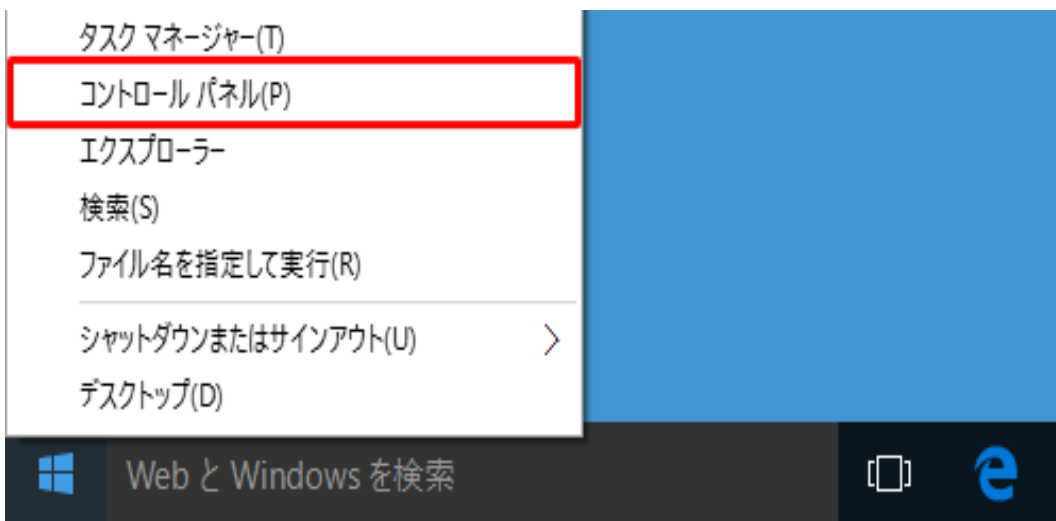 タスク マネージャー(T)
コントロール パネル(P)
エクスプローラー
検索(S)
ファイル名を指定して実行(R)
シャットダウンまたはサインアウト(U)
デスクトップ(D)
Web と Windows を検索